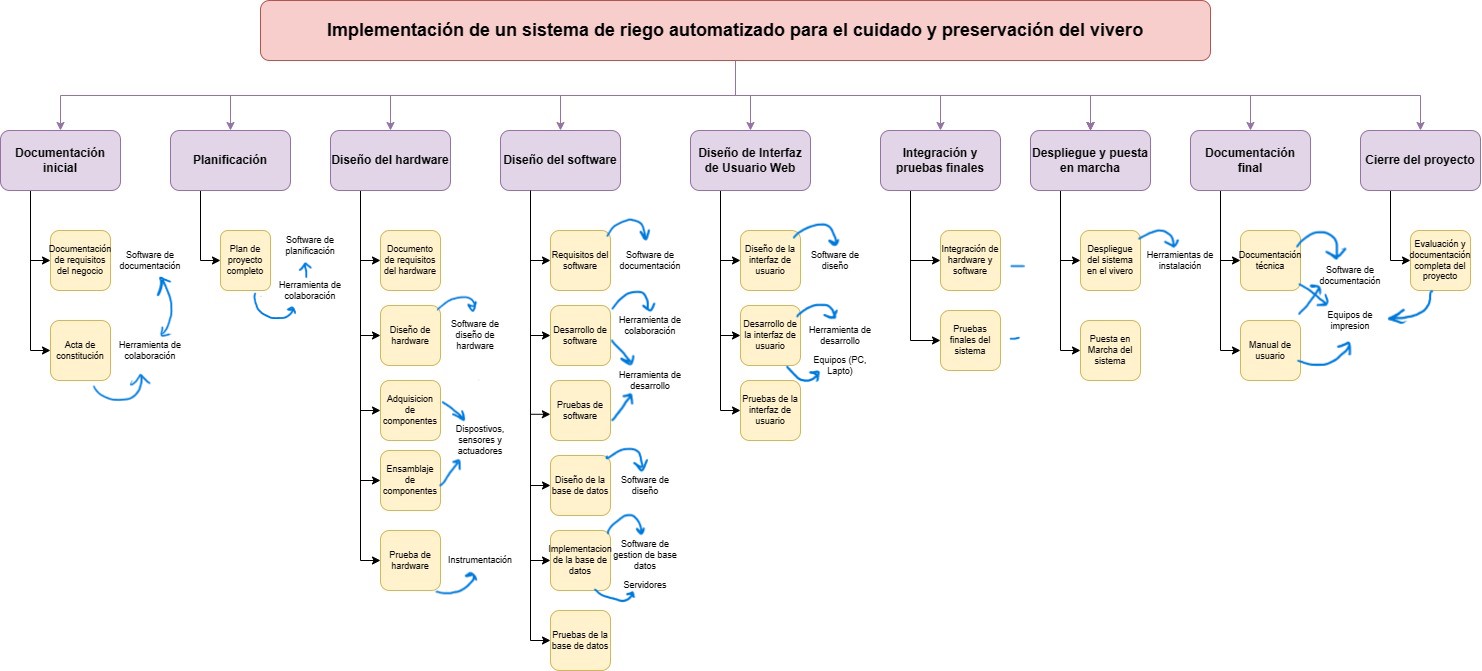 Implementación de un sistema de riego automatizado para el cuidado y preservación del vivero
Documentación
inicial
Documentación
de requisitos
del negocio
Software de
documentación
Acta de
constitución
Herramienta de
colaboración
Planificación
Plan de
proyecto
completo
Software de
planificación
Herramienta de
colaboración
Diseño del hardware
Documento
de requisitos
del hardware
Diseño de
hardware
Software de
diseño de
hardware
Adquisicion
de
componentes
Dispostivos,
sensores y
actuadores
Ensamblaje
de
componentes
Prueba de
hardware
Instrumentación
Diseño del software
Requisitos del
software
Software de
documentación
Desarrollo de
software
Herramienta de
colaboración
Herramienta de
desarrollo
Pruebas de
software
Diseño de la
base de datos
Software de
diseño
Implementacion
de la base de
datos
Software de
gestion de base
datos
Servidores
Pruebas de la
base de datos
Diseño de Interfaz
de Usuario Web
Diseño de la
interfaz de
usuario
Software de
diseño
Desarrollo de
la interfaz de
usuario
Herramienta de
desarrollo
Equipos (PC,
Lapto)
Pruebas de la
interfaz de
usuario
Integración y
pruebas finales
Integración de
hardware y
software
Pruebas
finales del
sistema
Despliegue y puesta
en marcha
Despliegue
del sistema
en el vivero
Herramientas de
instalación
Puesta en
Marcha del
sistema
Documentación
final
Documentación
técnica
Software de
documentación
Equipos de
impresion
Manual de
usuario
Cierre del proyecto
Evaluación y
documentación
completa del
proyecto